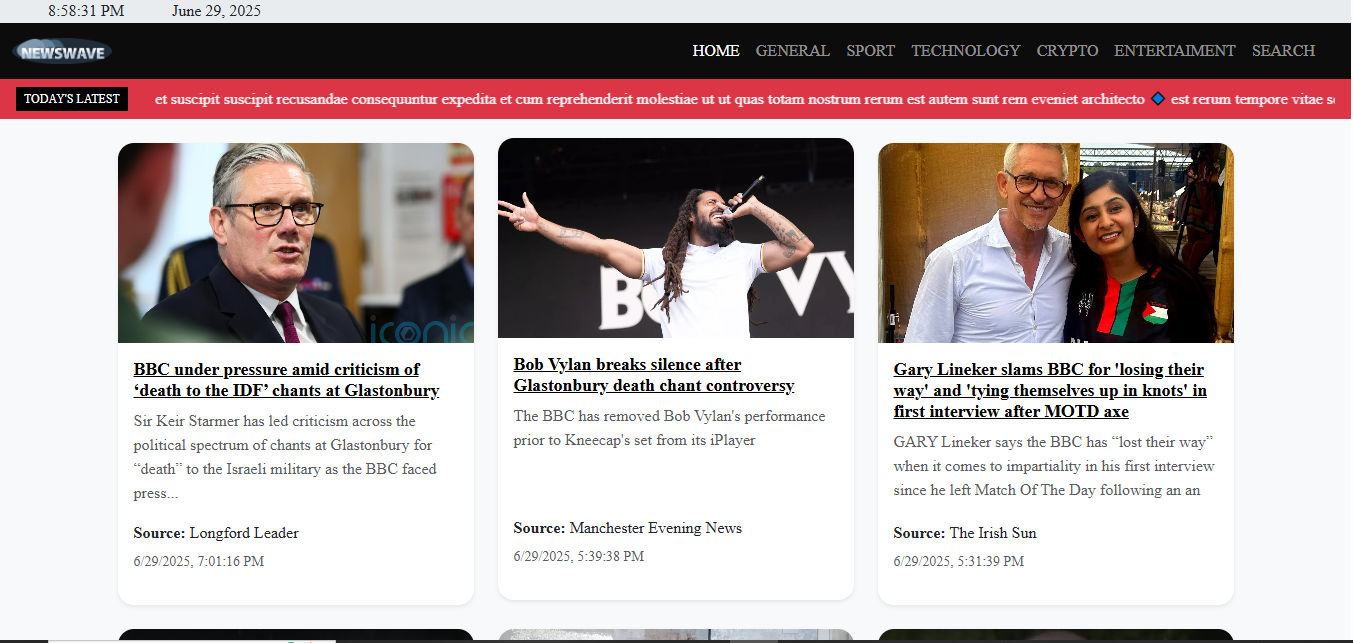 8:58:31 PM June 29, 2025
NEWSWAVE
HOME GENERAL SPORT TECHNOLOGY CRYPTO ENTERTAIMENT SEARCH
TODAY'S LATEST et suscipit suscipit recusandae consequuntur expedita et cum reprehenderit molestiae ut ut quas totam nostrum rerum est autem sunt rem eveniet architecto 🔷 est rerum tempore vitae
iconic
BBC under pressure amid criticism of
‘death to the IDF’ chants at Glastonbury
Sir Keir Starmer has led criticism across the
political spectrum of chants at Glastonbury for
“death” to the Israeli military as the BBC faced
press...
Source: Longford Leader
6/29/2025, 7:01:16 PM
Bob Vylan breaks silence after
Glastonbury death chant controversy
The BBC has removed Bob Vylan's performance
prior to Kneecap's set from its iPlayer
Source: Manchester Evening News
6/29/2025, 5:39:38 PM
Gary Lineker slams BBC for 'losing their
way' and 'tying themselves up in knots' in
first interview after MOTD axe
GARY Lineker says the BBC has “lost their way”
when it comes to impartiality in his first interview
since he left Match Of The Day following an an
Source: The Irish Sun
6/29/2025, 5:31:39 PM